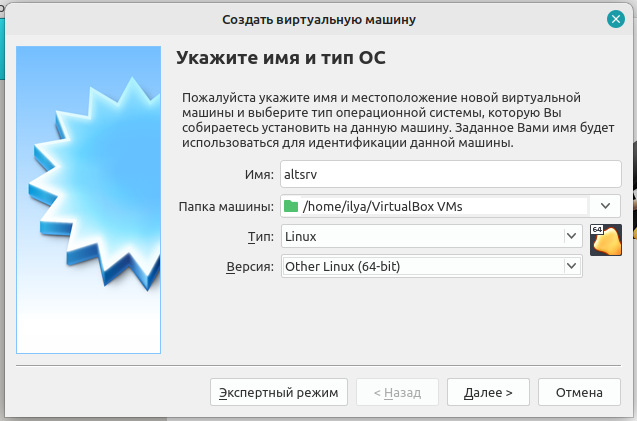 Создать виртуальную машину
Укажите имя и тип ОС
Пожалуйста укажите имя и местоположение новой виртуальной
машины и выберите тип операционной системы, которую Вы
собираетесь установить на данную машину. Заданное Вами имя будет
использоваться для идентификации данной машины.
Имя: altsrv
Папка машины: /home/ilya/VirtualBox VMs
Тип: Linux
64
Версия: Other Linux (64-bit)
Экспертный режим < Назад Далее > Отмена